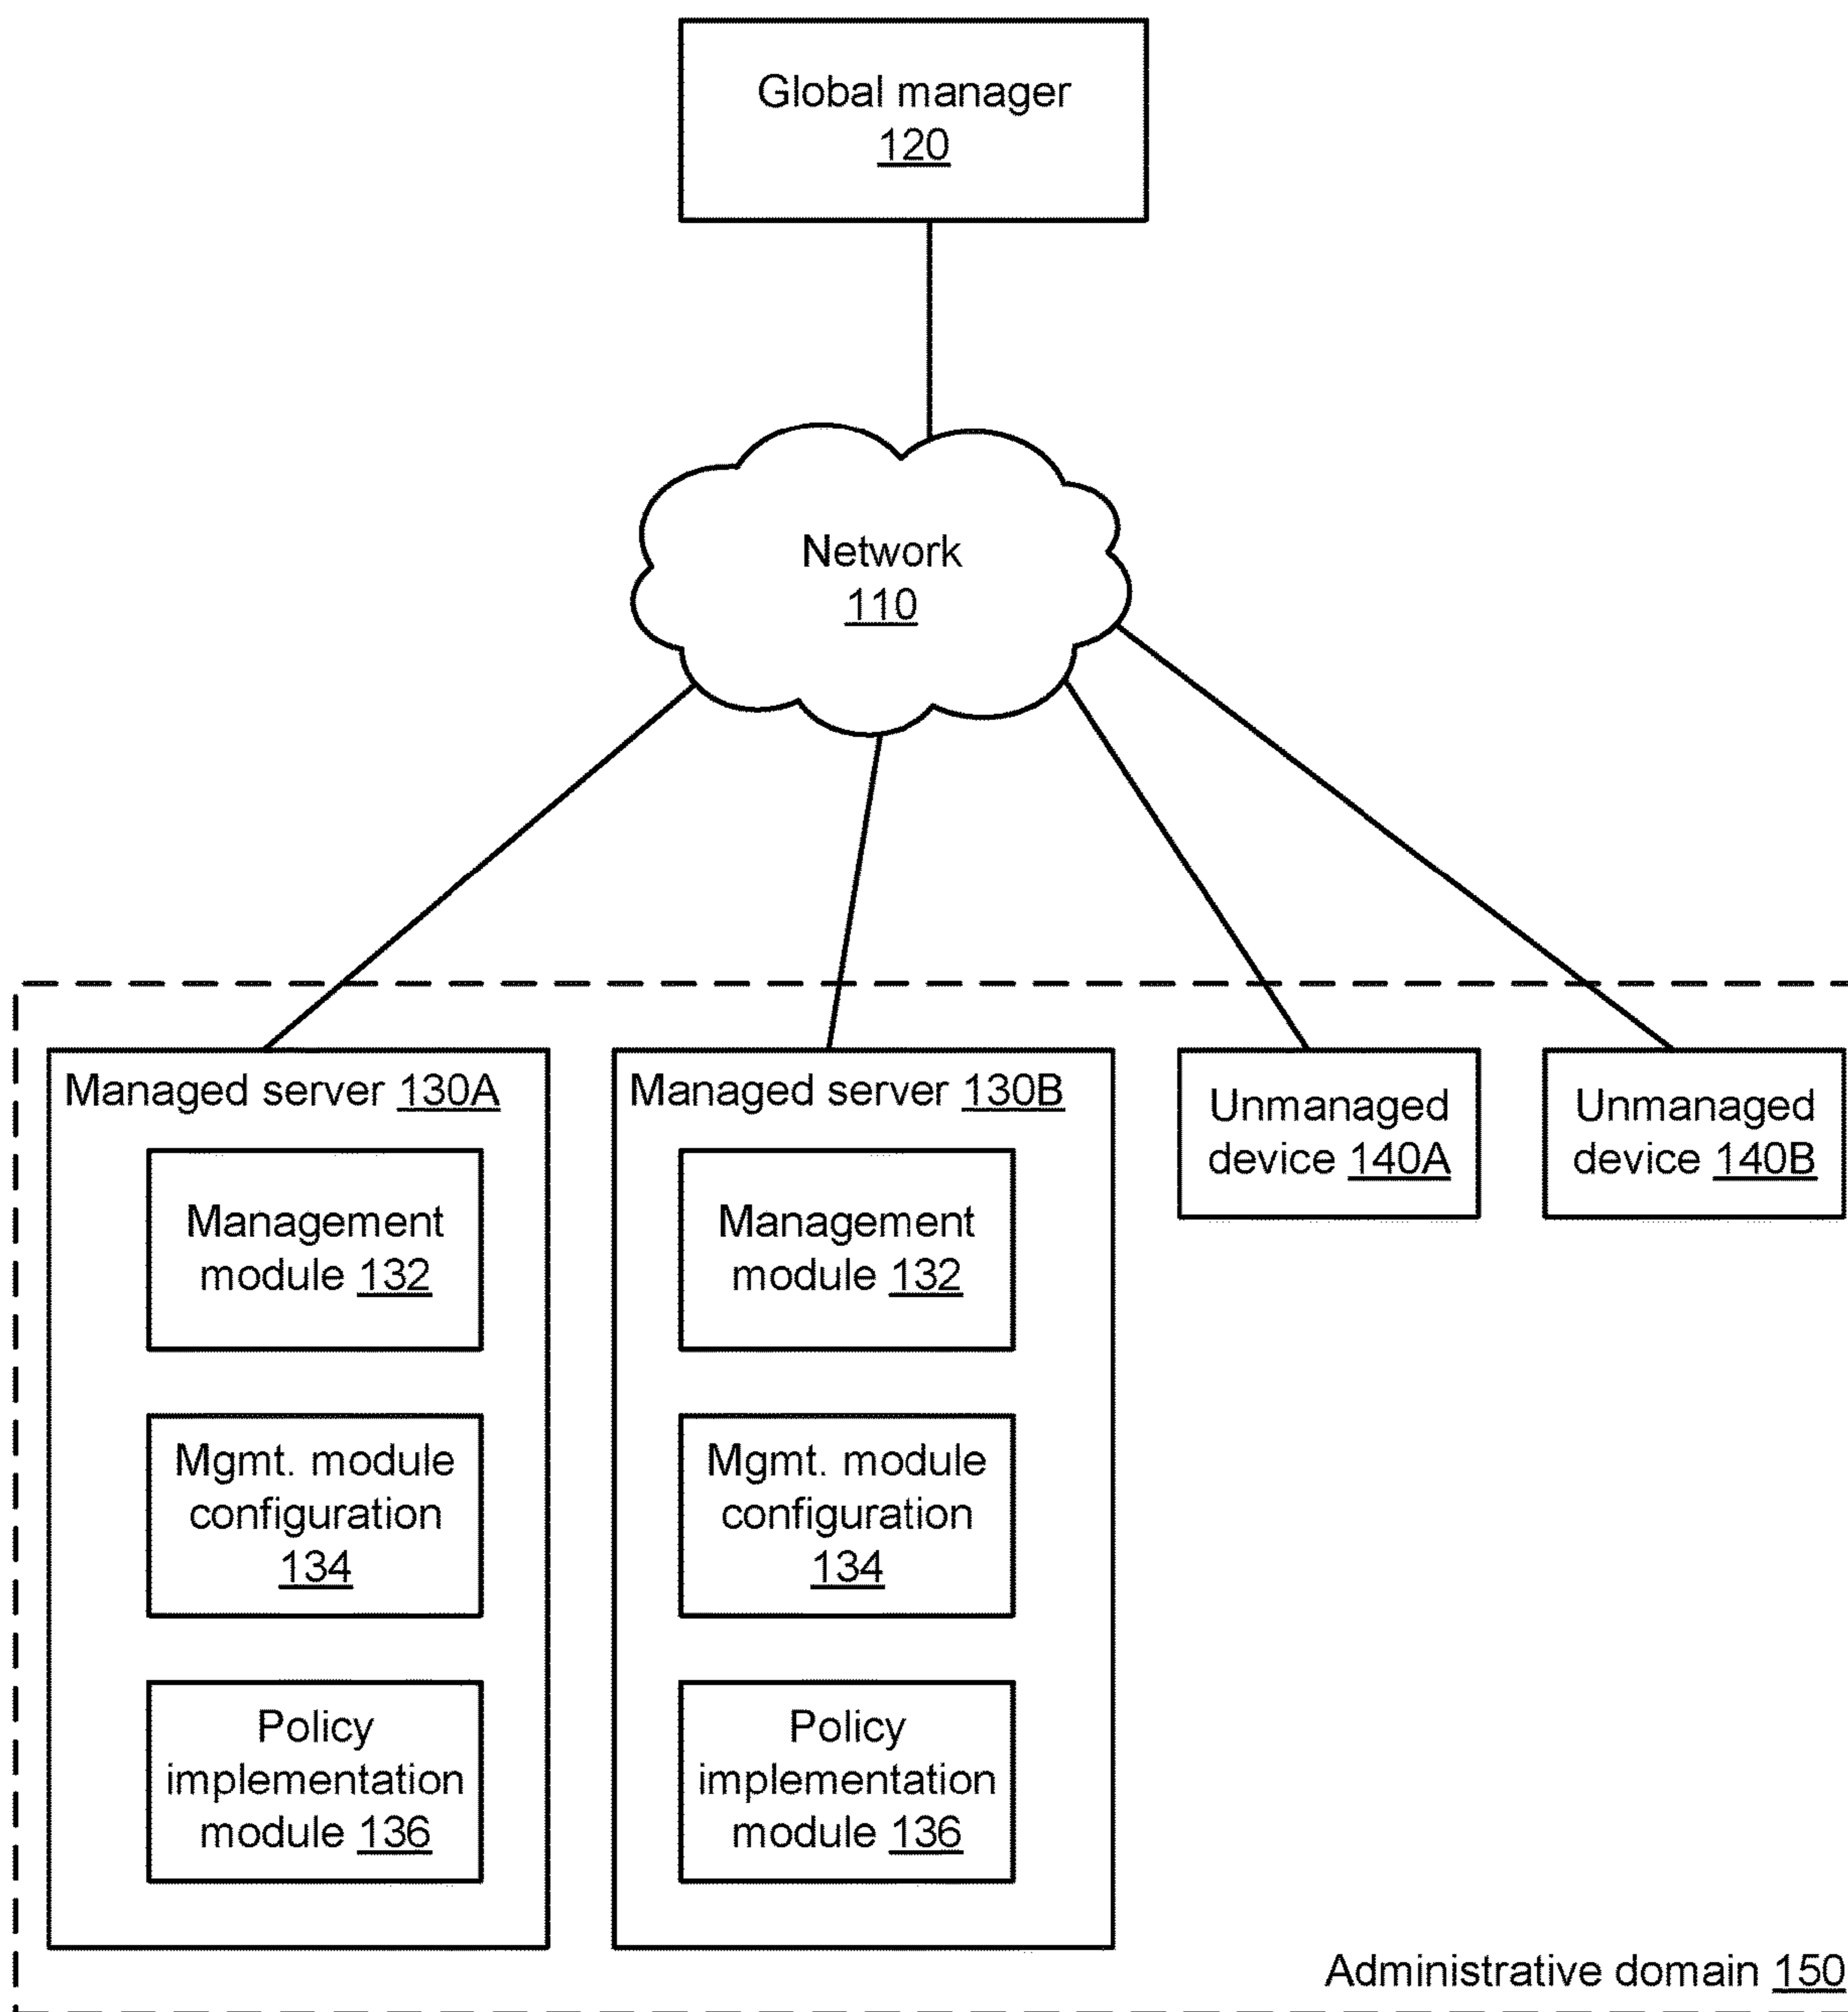 Global manager
120
Network
110
Managed server 130A
Management
module 132
Mgmt. module
configuration
134
Policy
implementation
module 136
Managed server 130B
Management
module 132
Mgmt. module
configuration
134
Policy
implementation
module 136
Unmanaged
device 140A
Unmanaged
device 140B
Administrative domain 150